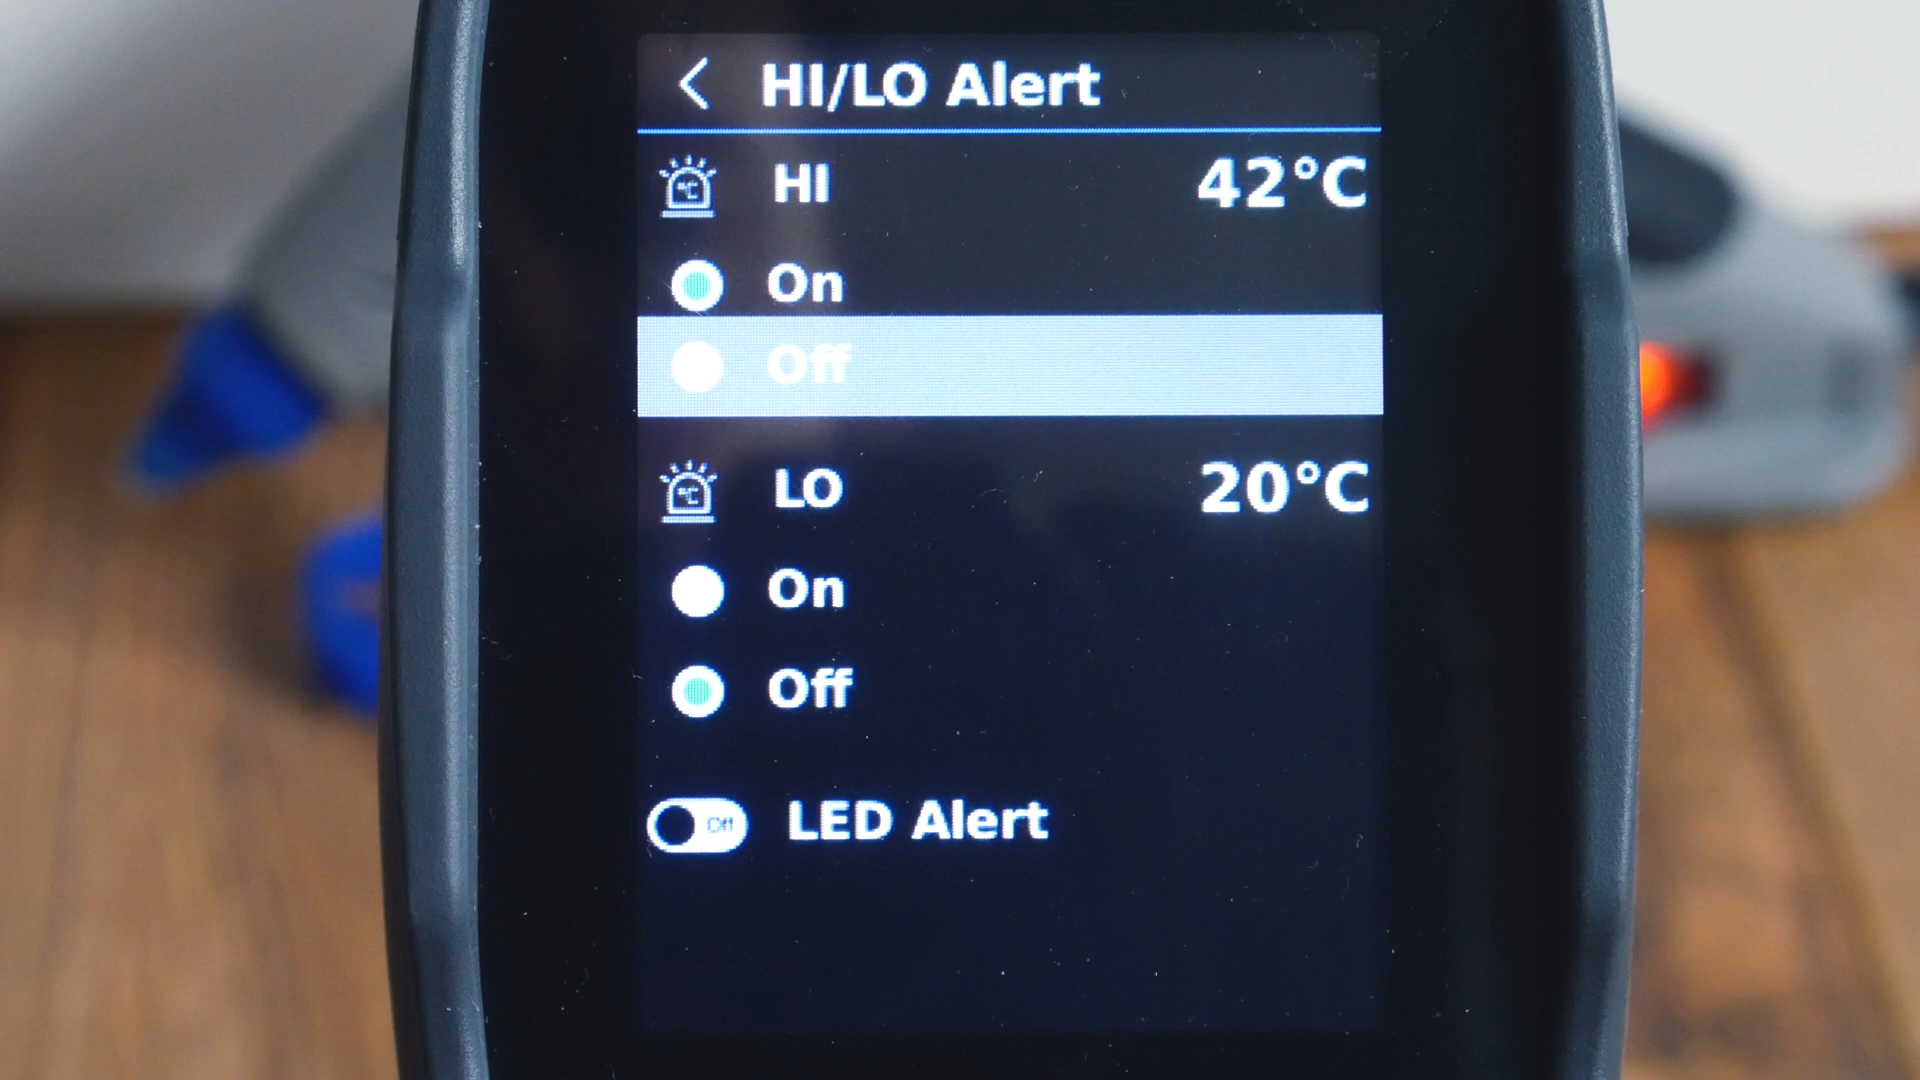 HI/LO Alert
HI 42°C
On
Off
LO 20°C
On
Off
Off LED Alert